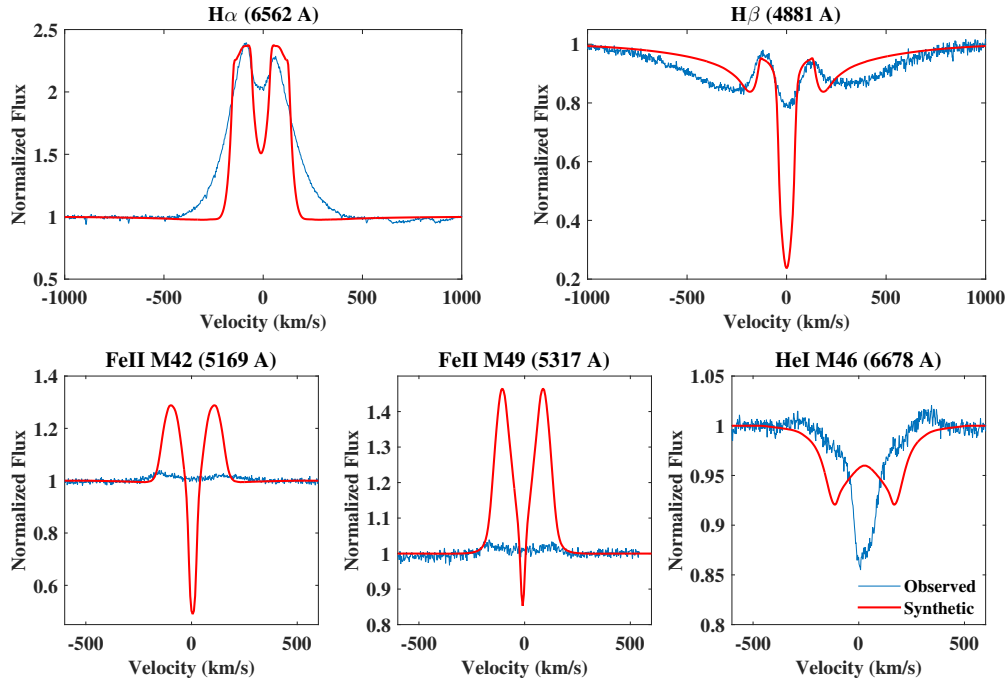 Hα (6562 A)
2.5
2
1.5
1
0.5
Normalized Flux
-1000 -500 0 500 1000
Velocity (km/s)
Hβ (4881 A)
1
0.8
0.6
0.4
0.2
Normalized Flux
-1000 -500 0 500 1000
Velocity (km/s)
FeII M42 (5169 A)
1.4
1.2
1
0.8
0.6
Normalized Flux
-500 0 500
Velocity (km/s)
FeII M49 (5317 A)
1.4
1.3
1.2
1.1
1
0.9
0.8
Normalized Flux
-500 0 500
Velocity (km/s)
HeI M46 (6678 A)
1.05
1
0.95
0.9
0.85
0.8
Normalized Flux
Observed
Synthetic
-500 0 500
Velocity (km/s)